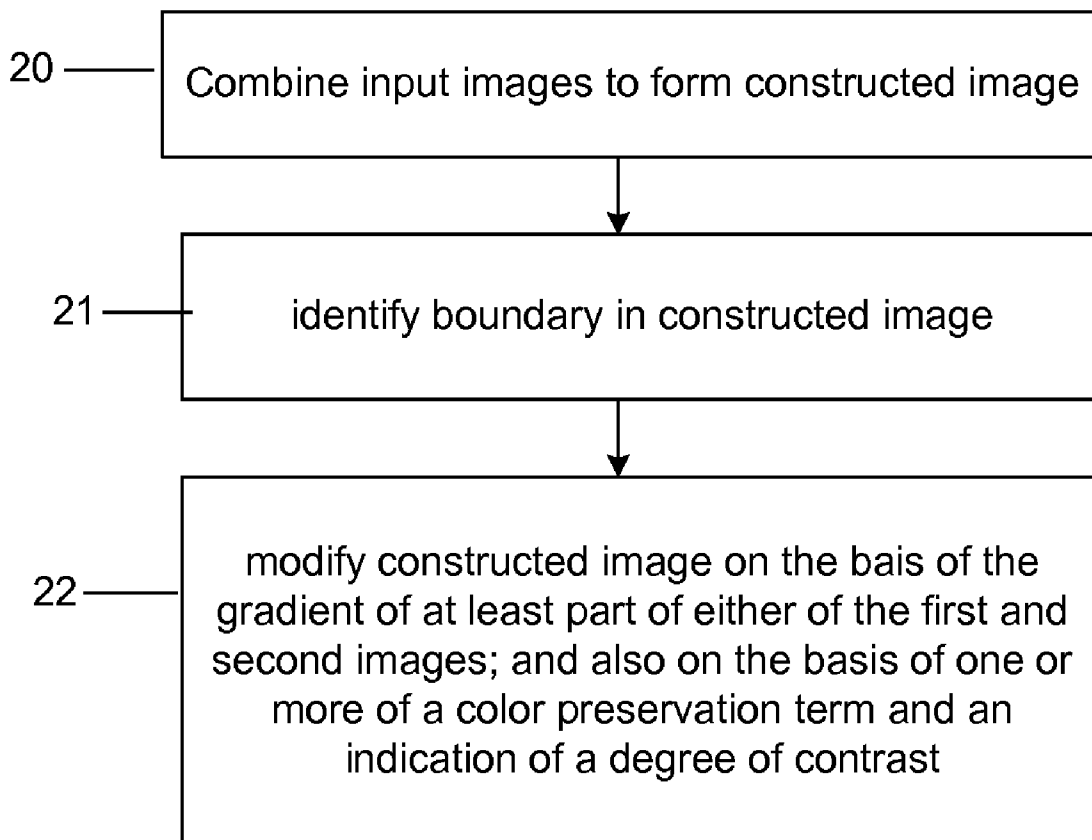 20
Combine input images to form constructed image
21
identify boundary in constructed image
22
modify constructed image on the bais of the
gradient of at least part of either of the first and
second images; and also on the basis of one or
more of a color preservation term and an
indication of a degree of contrast